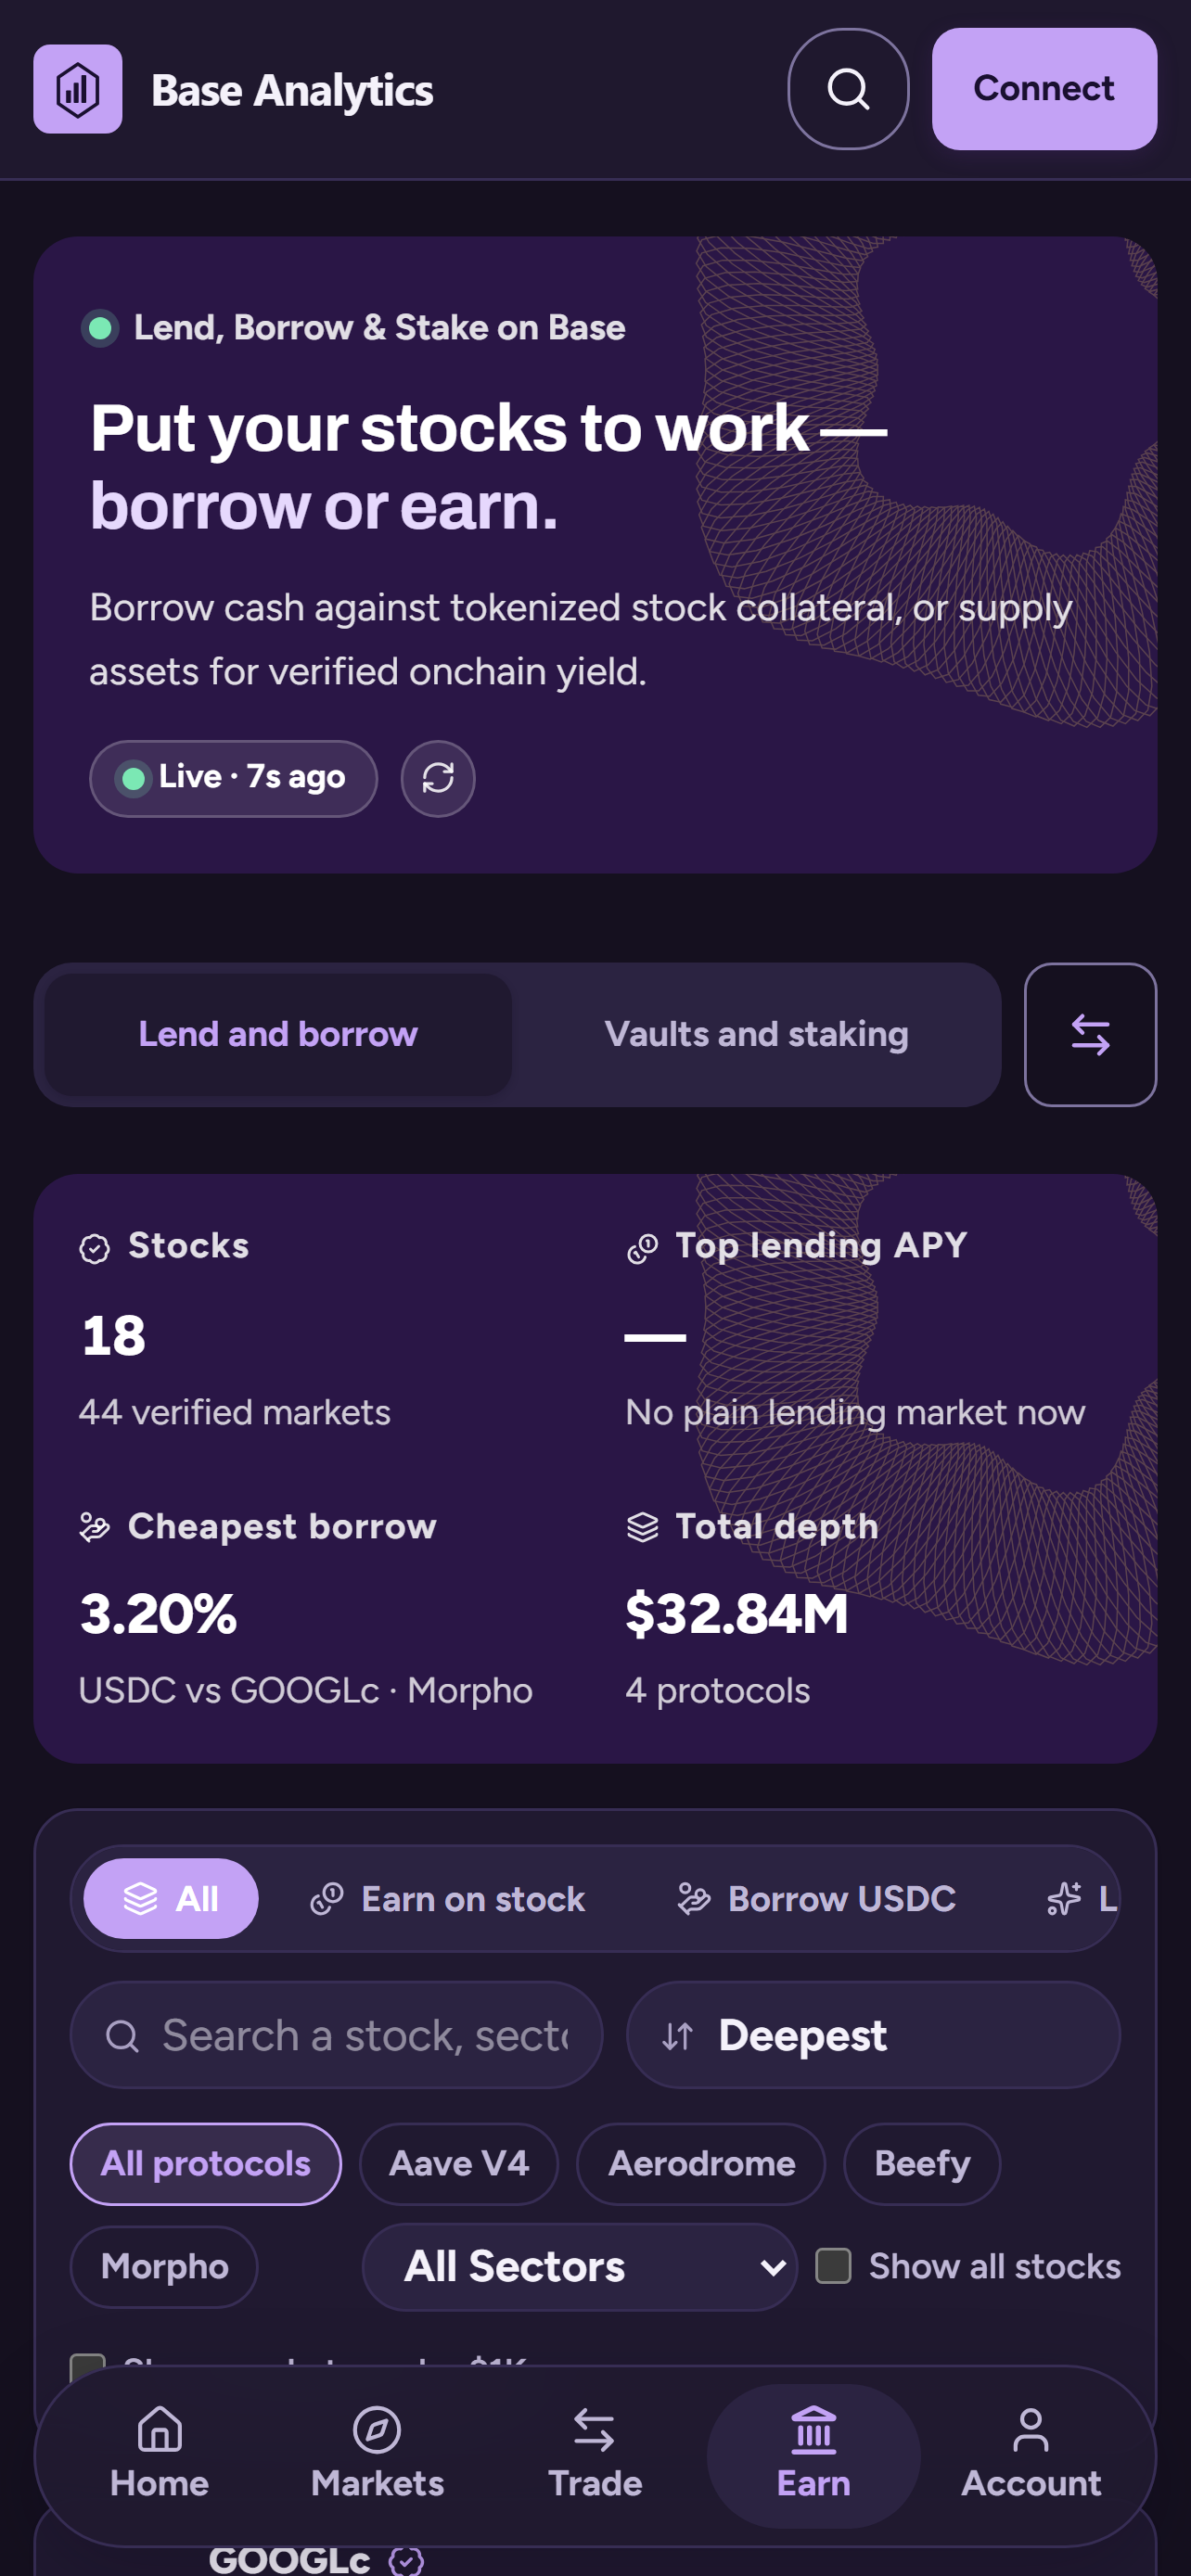 Base Analytics
Connect
Lend, Borrow & Stake on Base
Put your stocks to work —
borrow or earn.
Borrow cash against tokenized stock collateral, or supply
assets for verified onchain yield.
Live · 7s ago
Lend and borrow
Vaults and staking
Stocks
18
44 verified markets
Top lending APY
—
No plain lending market now
Cheapest borrow
3.20%
USDC vs GOOGLc · Morpho
Total depth
$32.84M
4 protocols
All
Earn on stock
Borrow USDC
L
Search a stock, secto
Deepest
All protocols
Aave V4
Aerodrome
Beefy
Morpho
All Sectors
Show all stocks
Home
Markets
Trade
Earn
Account
GOOGLc